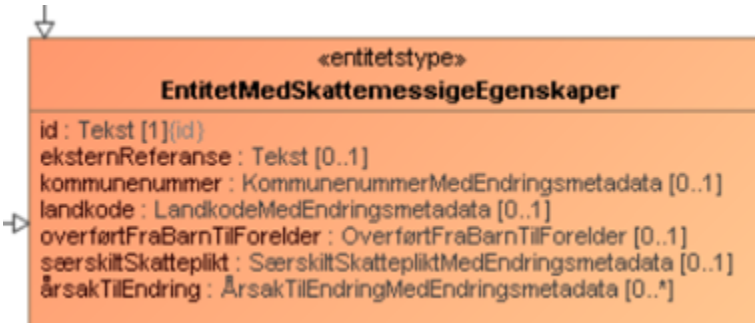 «entitetstype»
EntitetMedSkattemessigeEgenskaper
id : Tekst [1]{id}
eksternReferanse : Tekst [0..1]
kommunenummer : KommunenummerMedEndringsmetadata [0..1]
landkode : LandkodeMedEndringsmetadata [0..1]
overførtFraBarnTilForelder : OverførtFraBarnTilForelder [0..1]
særskiltSkatteplikt : SærskiltSkattepliktMedEndringsmetadata [0..1]
årsakTilEndring : ÅrsakTilEndringMedEndringsmetadata [0..*]